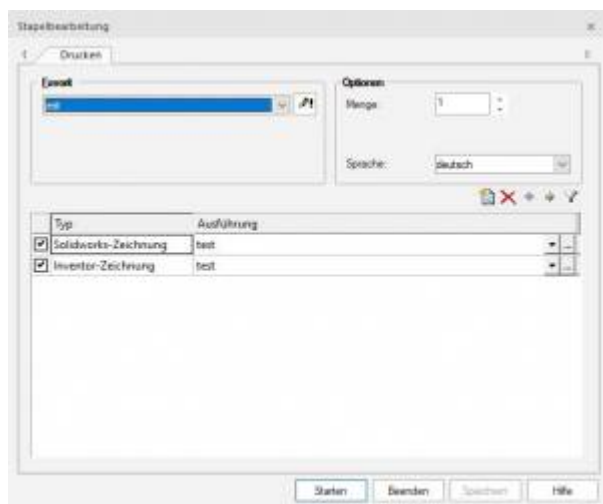 Stapelbearbeitung
Drucken
Favorit
Optionen
Menge: 1
Sprache: deutsch
Typ Ausführung
Solidworks-Zeichnung test
Inventor-Zeichnung test
Starten Beenden Speichern Hilfe